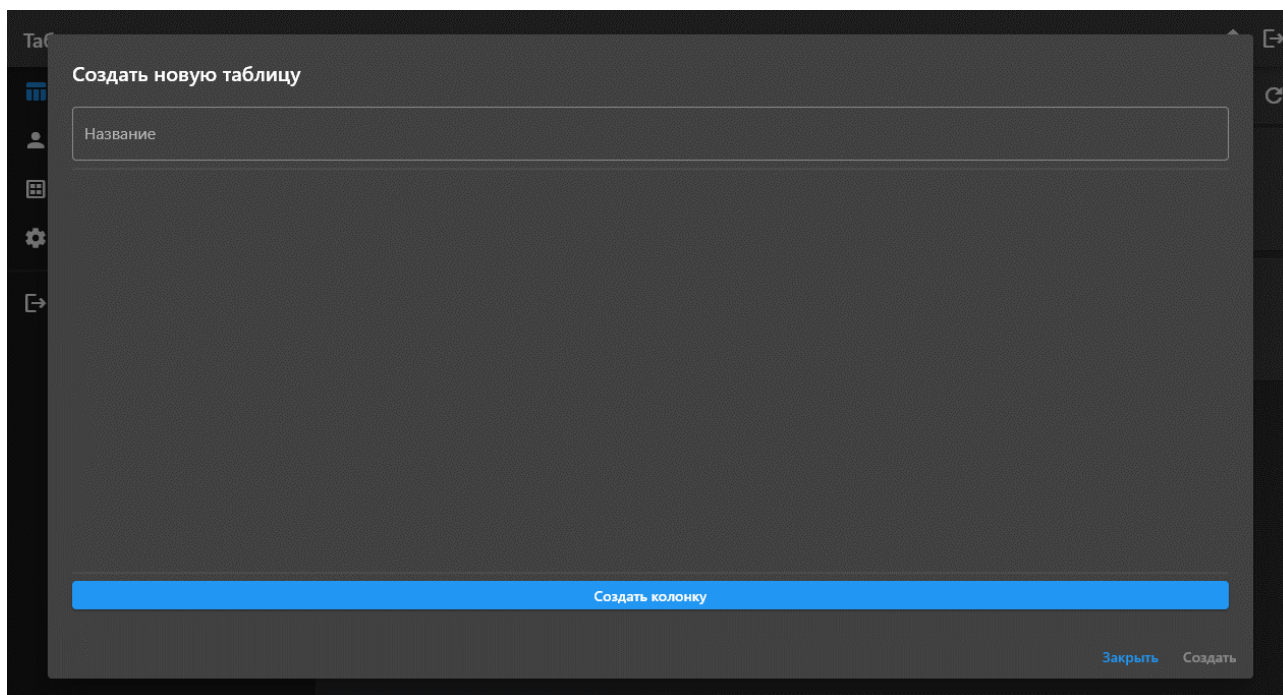 Создать новую таблицу
Название
Создать колонку
Закрыть Создать